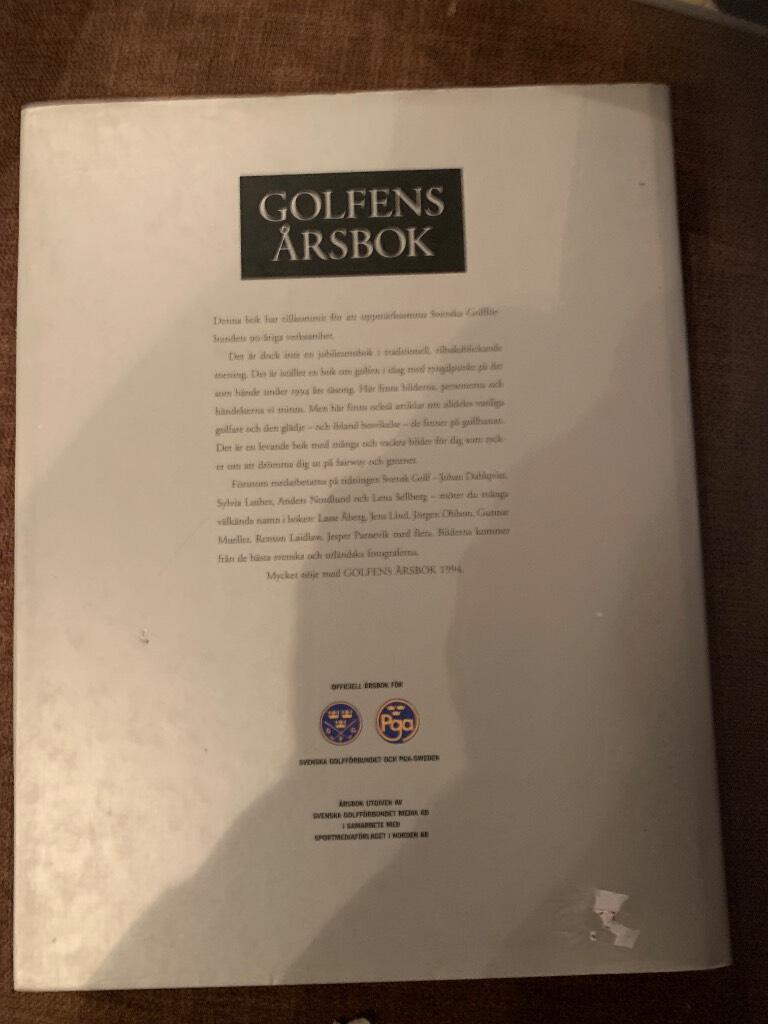 GOLFENS
ÅRSBOK
Denna bok har tillkommit för att uppmärksamma Svenska Golfför-
bundets 90-åriga verksamhet.
Det är dock inte en jubileumsbok i traditionell, tillbakablickande
mening. Det är istället en bok om golfen i dag med tyngdpunkt på det
som hände under 1994 års säsong. Här finns bilderna, personerna och
händelserna vi minns. Men här finns också artiklar om alldeles vanliga
golfare och den glädje – och ibland besvikelse – de finner på golfbanan.
Det är en levande bok med många och vackra bilder för dig som tyck-
er om att drömma dig ut på fairway och greener.
Förutom medarbetarna på tidningen Svensk Golf – Johan Dahlqvist,
Sylvia Luther, Anders Nordlund och Lena Sellberg – möter du många
välkända namn i boken: Lasse Åberg, Jens Lind, Jörgen Ohlson, Gunnar
Mueller, Renton Laidlaw, Jesper Parnevik med flera. Bilderna kommer
från de bästa svenska och utländska fotograferna.
Mycket nöje med GOLFENS ÅRSBOK 1994.
OFFICIELL ÅRSBOK FÖR
S G F
Pga
SVENSKA GOLFFÖRBUNDET OCH PGA-SWEDEN
ÅRSBOK UTGIVEN AV
SVENSKA GOLFFÖRBUNDET MEDIA AB
I SAMARBETE MED
SPORTMEDIAFÖRLAGET I NORDEN AB